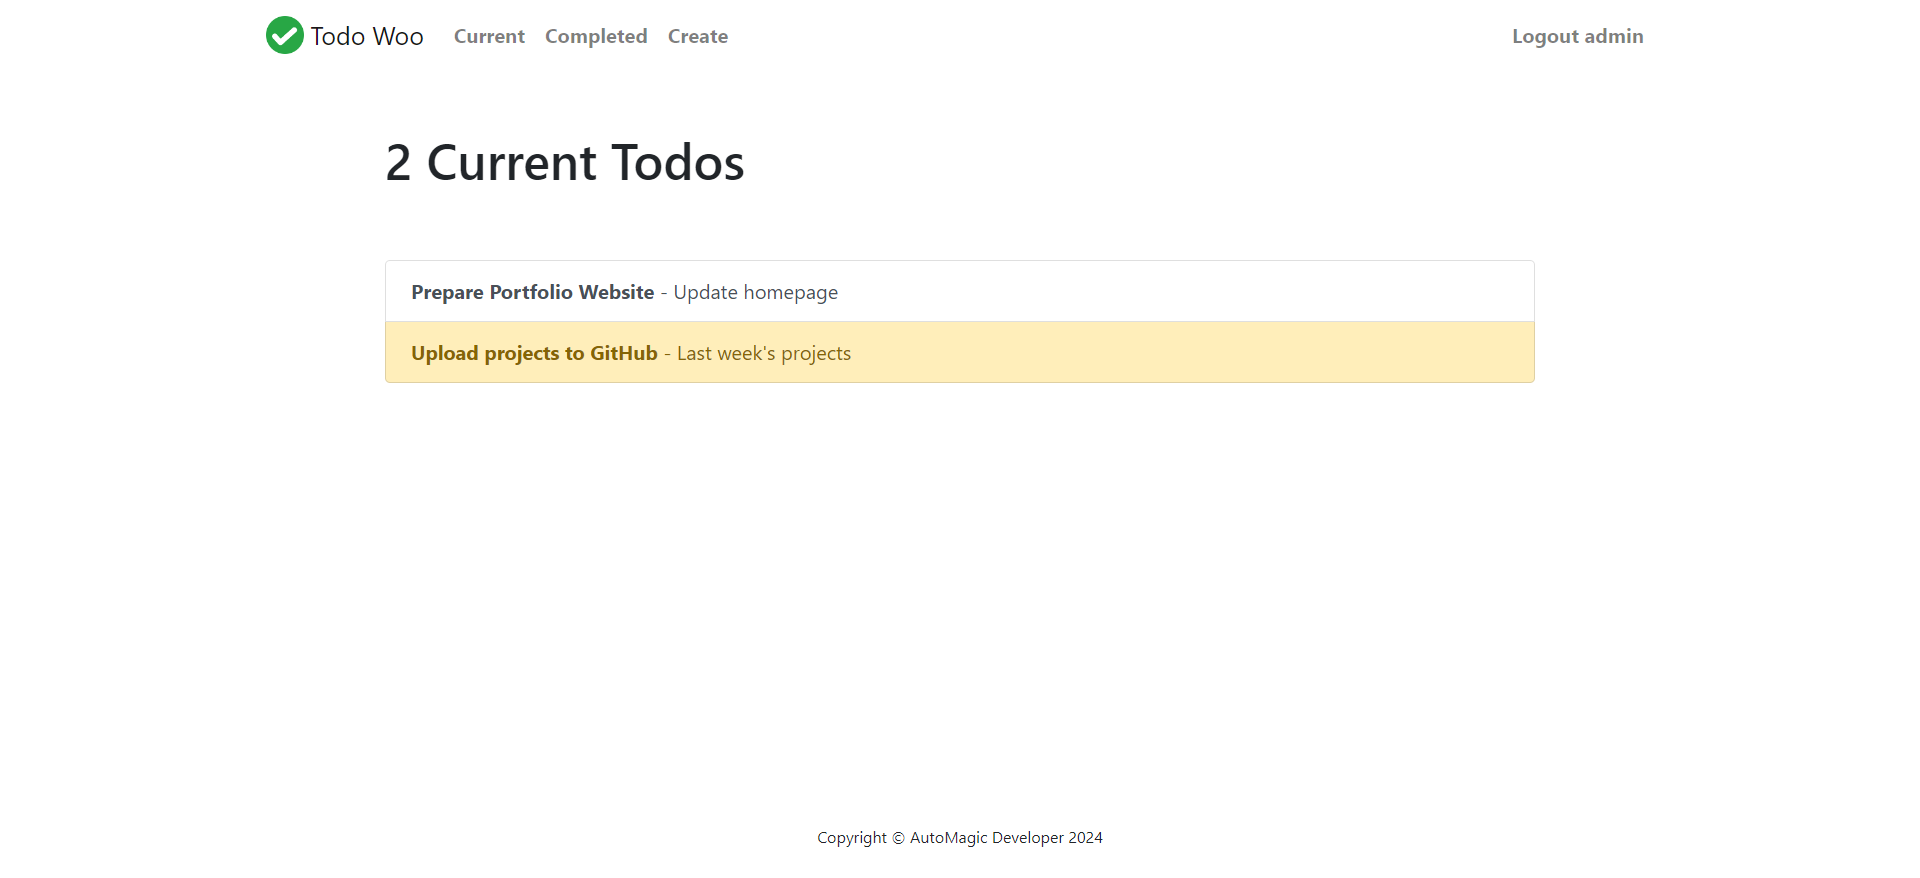 Todo Woo Current Completed Create Logout admin
2 Current Todos
Prepare Portfolio Website - Update homepage
Upload projects to GitHub - Last week's projects
Copyright © AutoMagic Developer 2024